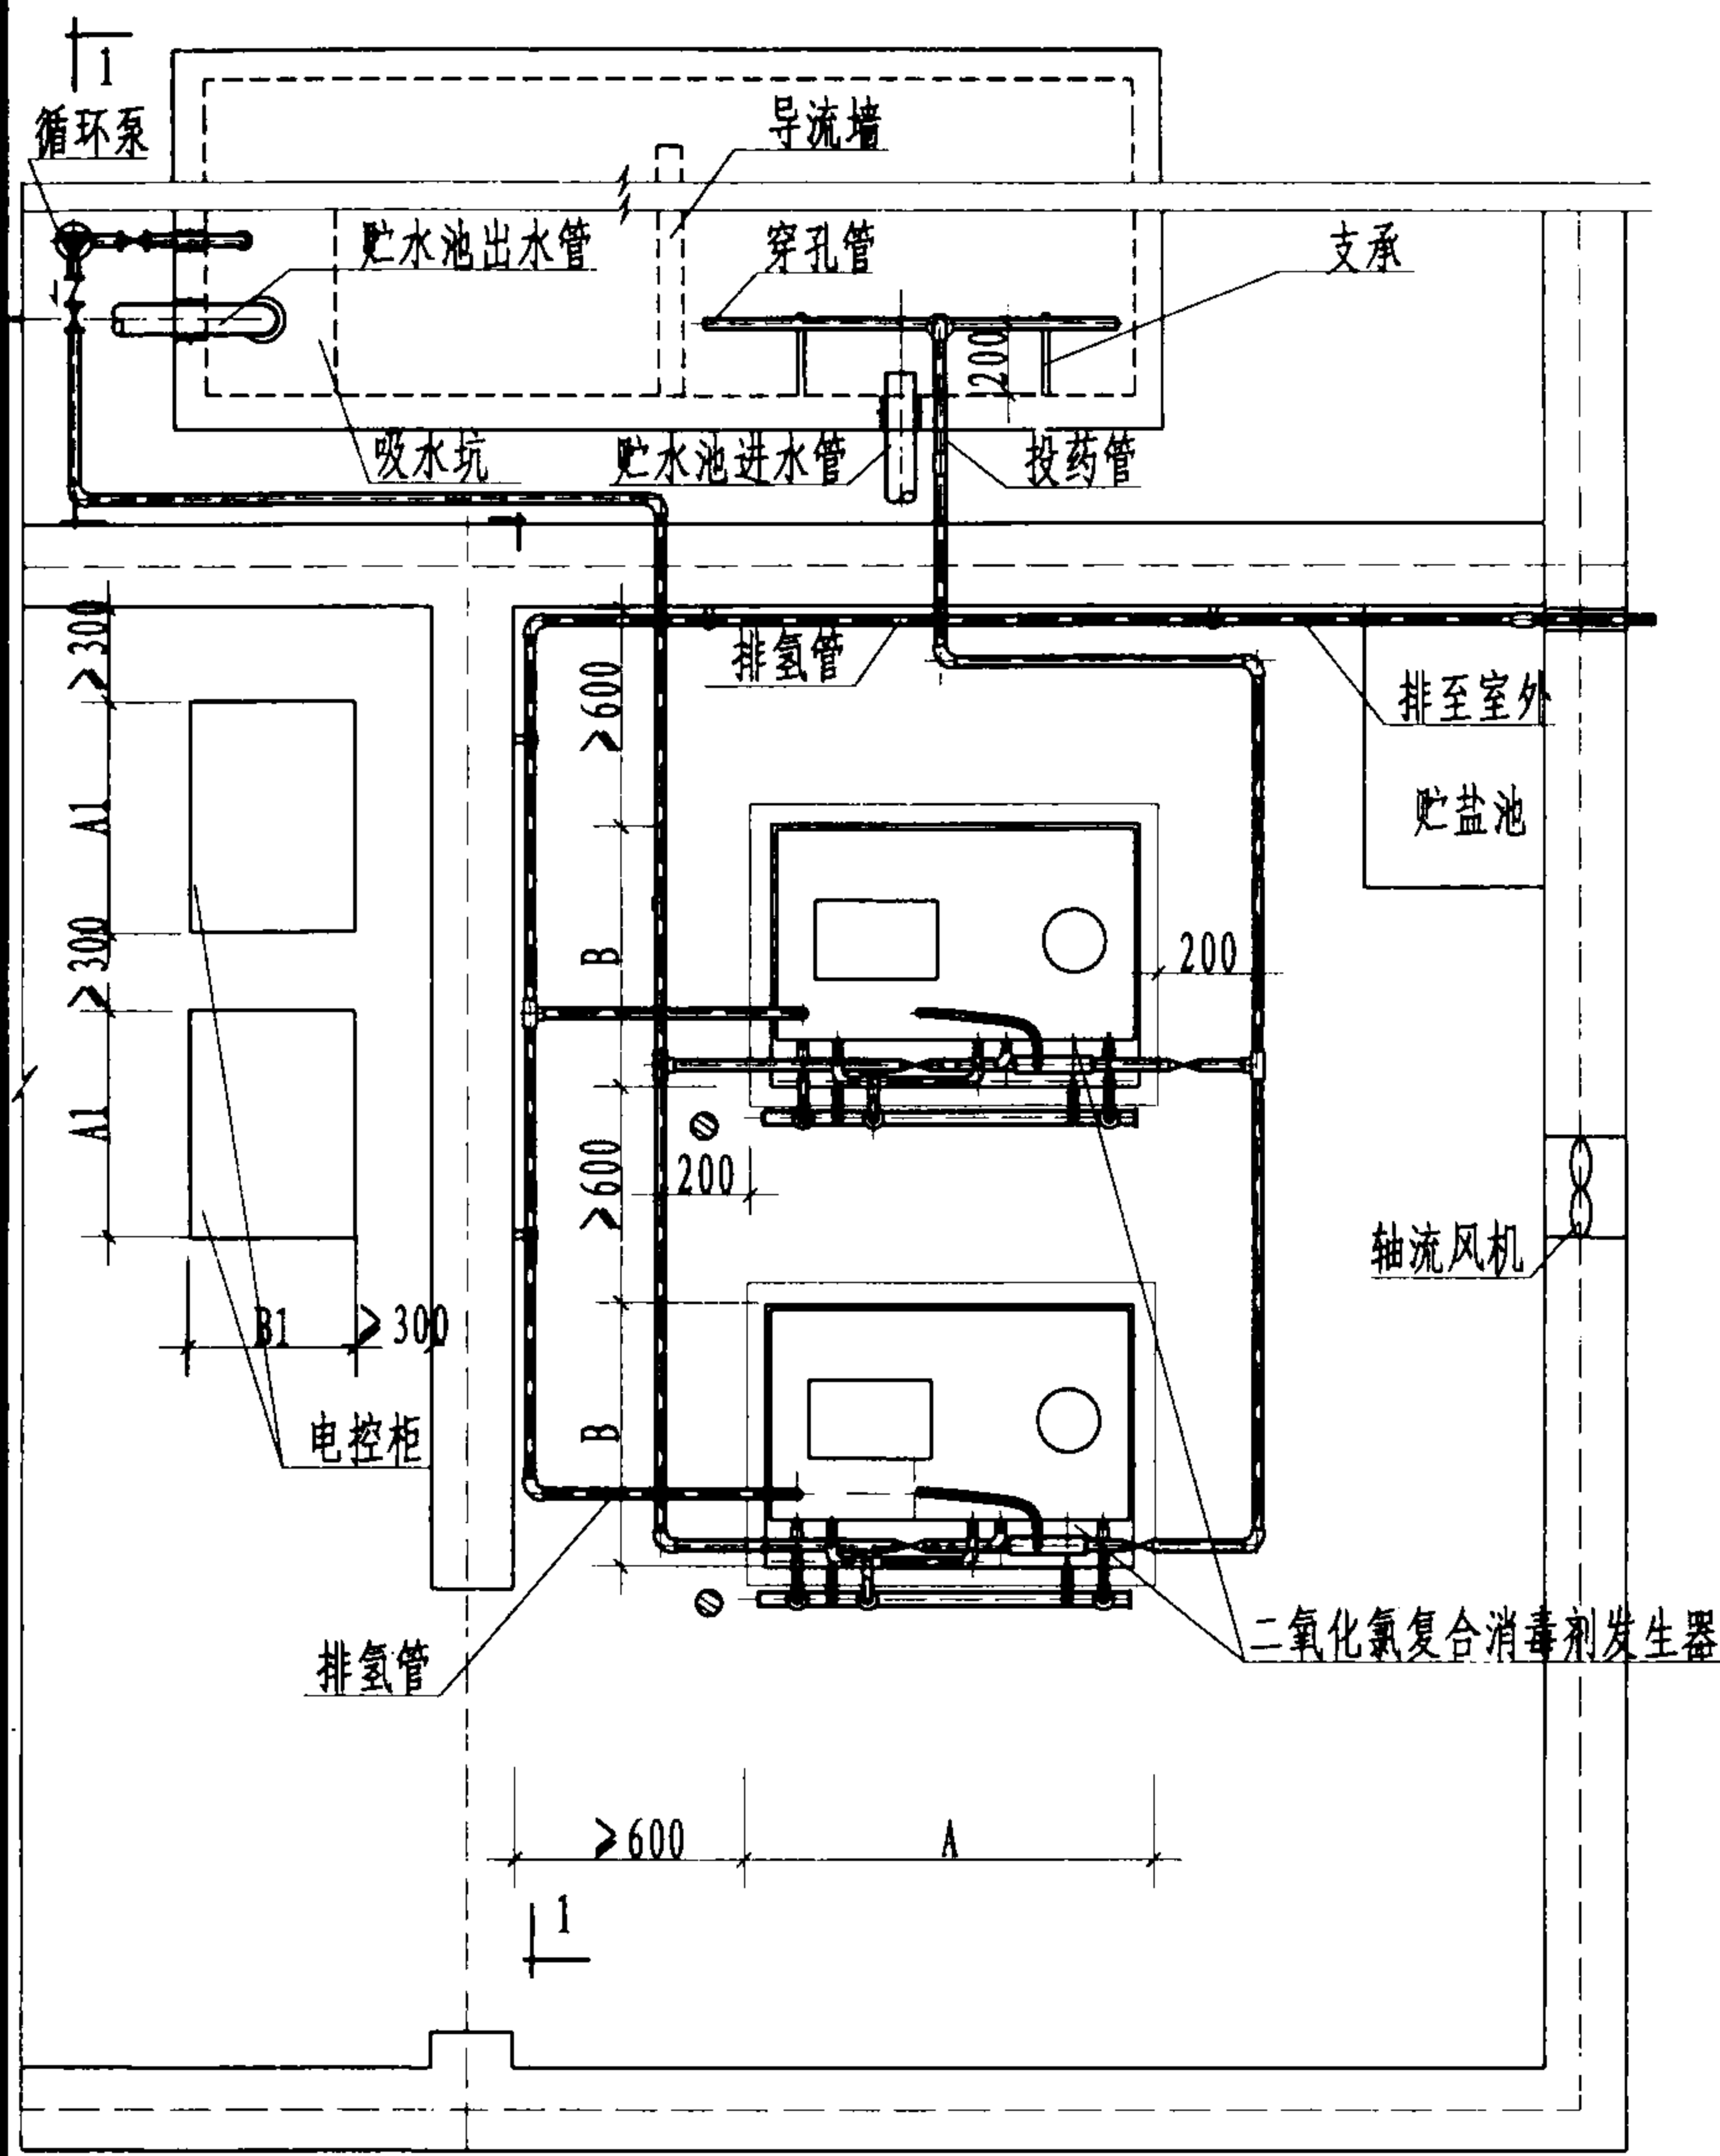 1
循环泵
导流墙
贮水池出水管
穿孔管
支承
200
吸水坑
贮水池进水管
投药管
≥300
排氢管
≥600
排至室外
A1
贮盐池
≥300
B
200
A1
≥600
200
轴流风机
B1
≥300
B
电控柜
二氧化氯复合消毒剂发生器
排氢管
≥600
A
1